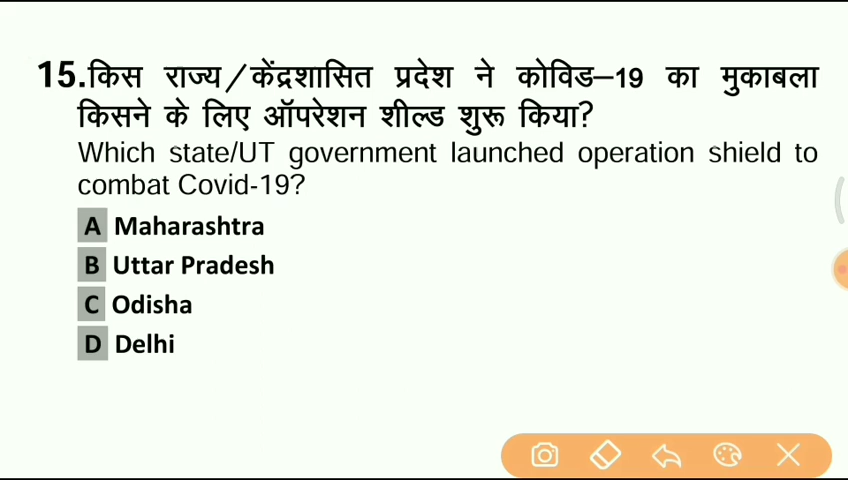 15.किस राज्य/केंद्रशासित प्रदेश ने कोविड–19 का मुकाबला
किसने के लिए ऑपरेशन शील्ड शुरू किया?
Which state/UT government launched operation shield to
combat Covid-19?
A Maharashtra
B Uttar Pradesh
C Odisha
D Delhi